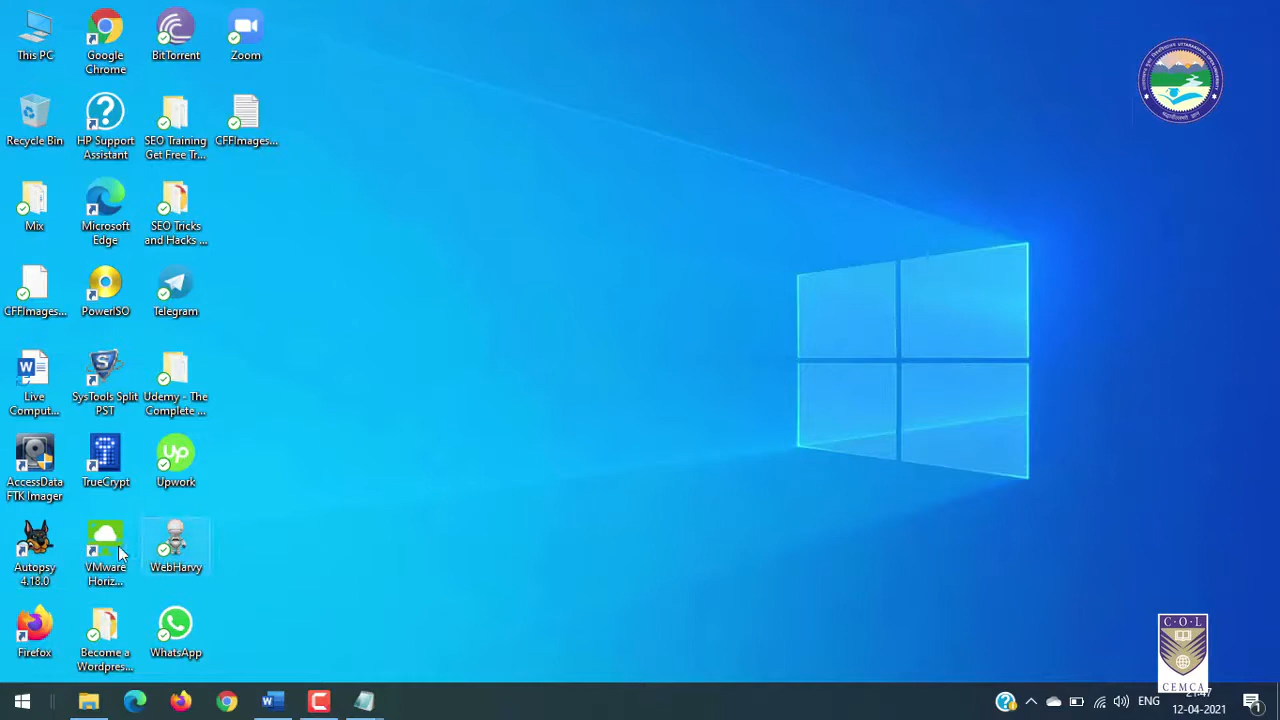 This PC
Google
Chrome
BitTorrent
Zoom
Recycle Bin
HP Support
Assistant
SEO Training
Get Free Tr...
CFFImages...
Mix
Microsoft
Edge
SEO Tricks
and Hacks ...
CFFImages...
PowerISO
Telegram
Live
Comput...
SysTools Split
PST
Udemy - The
Complete ...
AccessData
FTK Imager
TrueCrypt
Upwork
Autopsy
4.18.0
VMware
Horiz...
WebHarvy
Firefox
Become a
Wordpres...
WhatsApp
C·O·L
CEMCA
ENG
21:47
12-04-2021